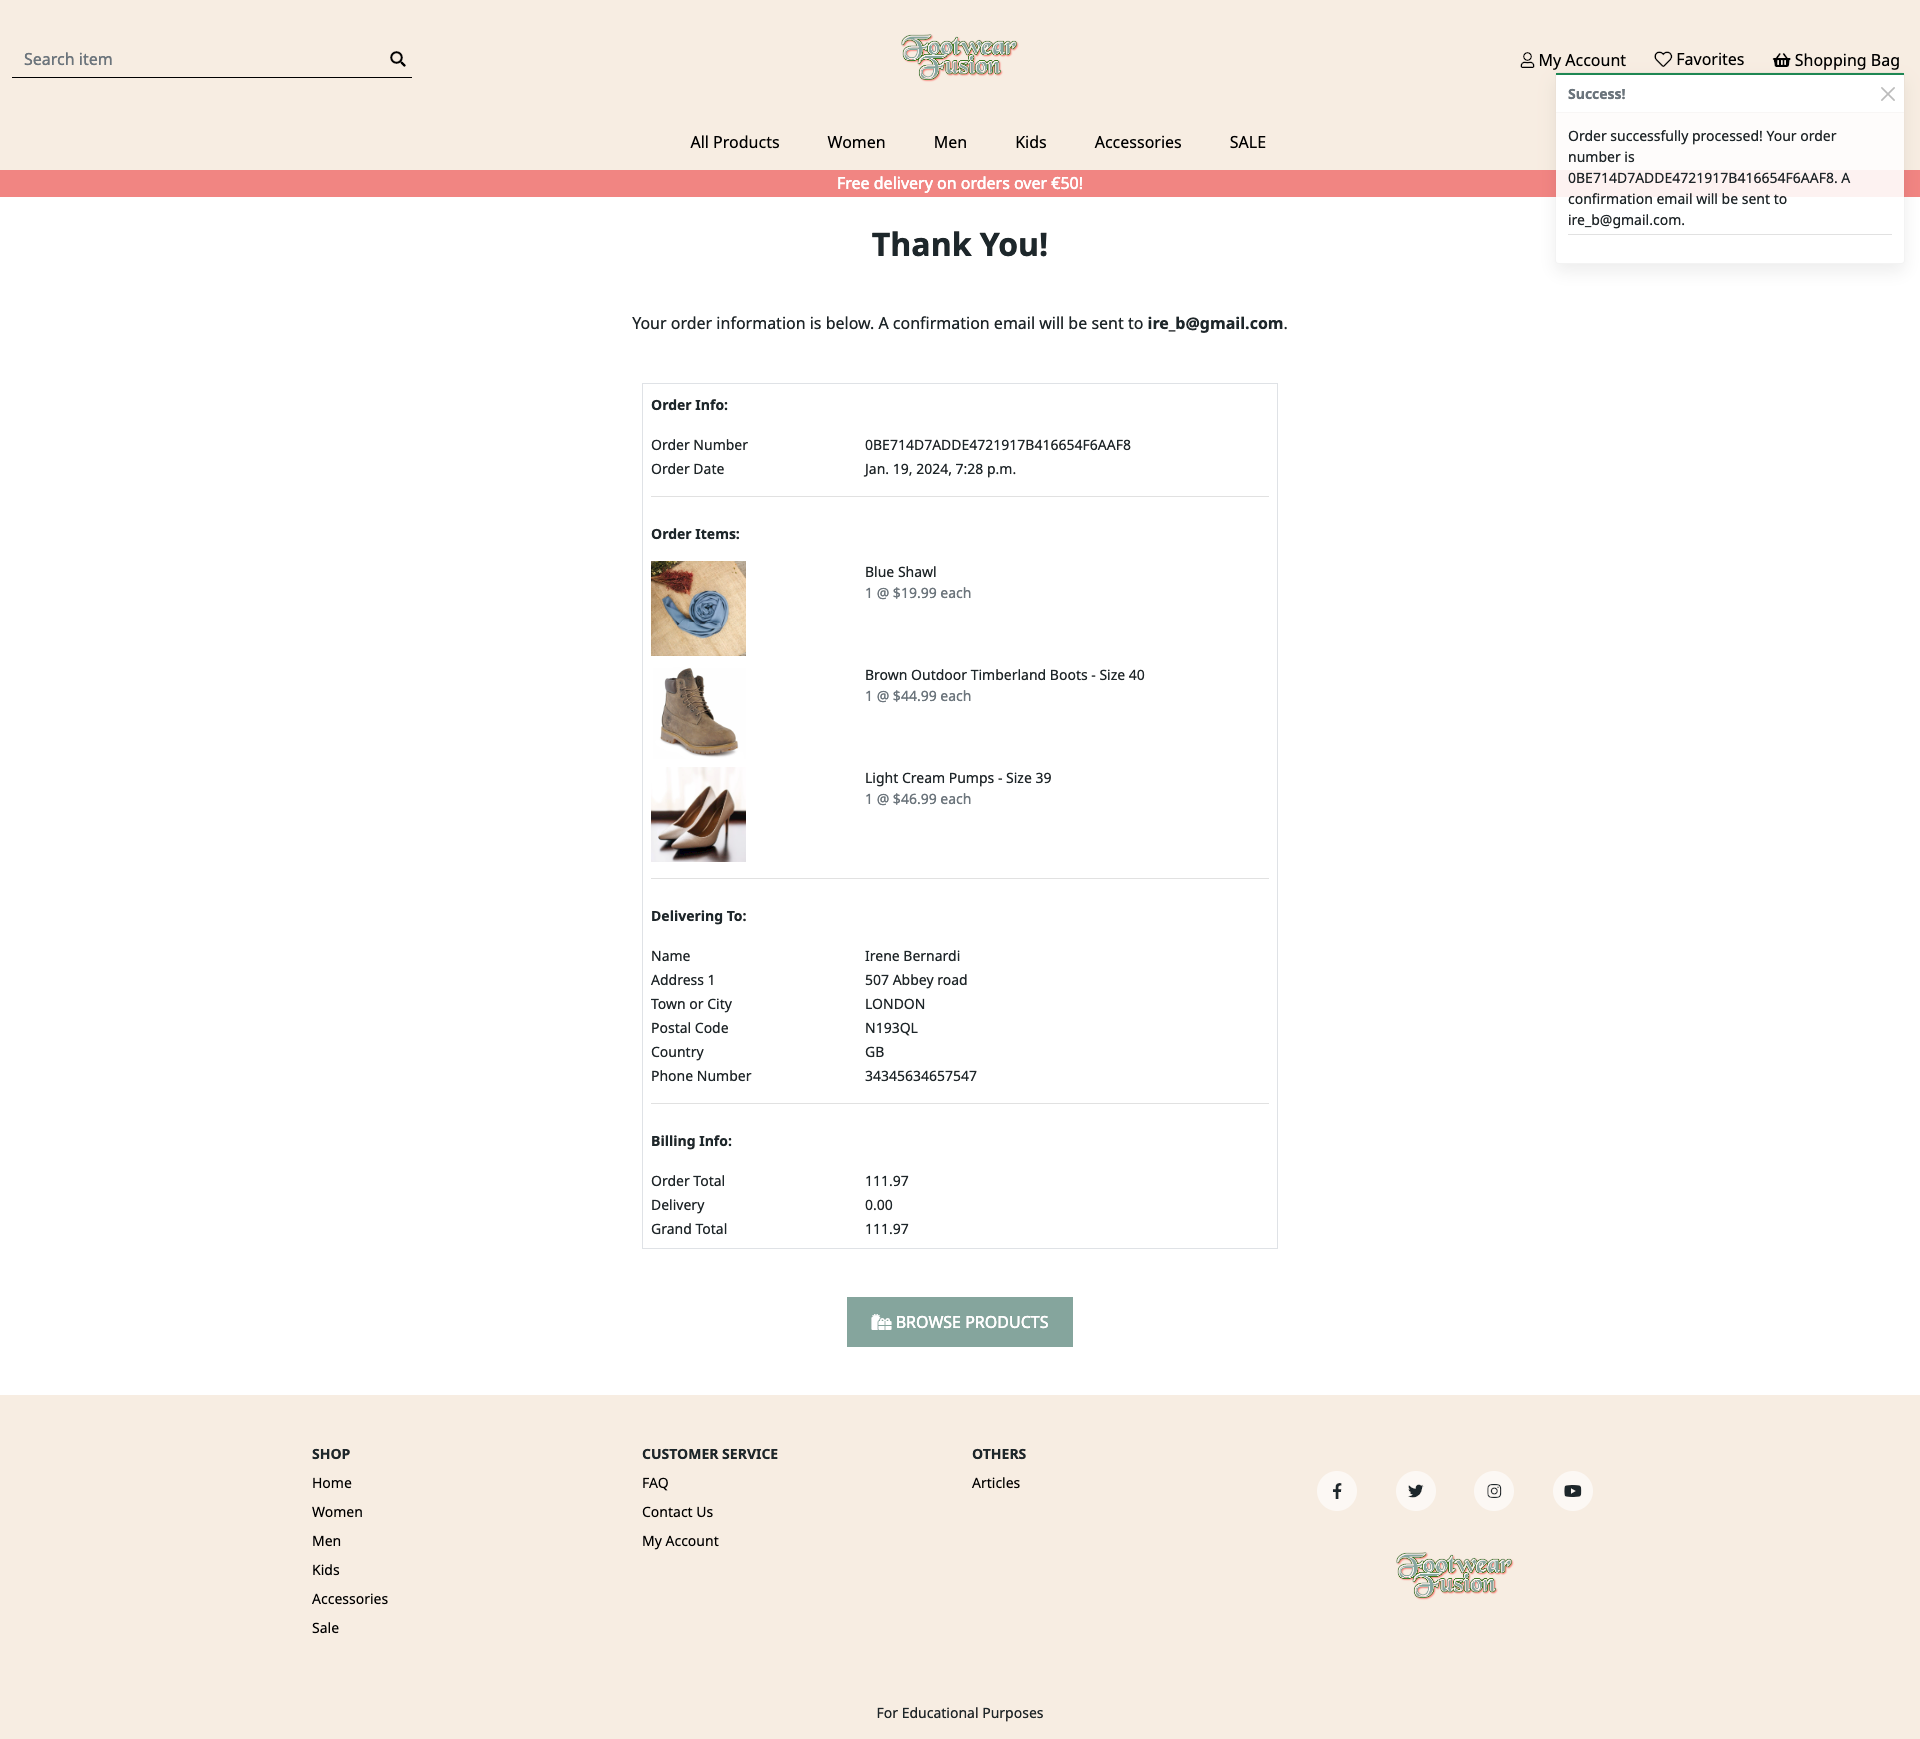 Search item
Footwear
Fusion
My Account
Favorites
Shopping Bag
All Products
Women
Men
Kids
Accessories
SALE
Free delivery on orders over €50!
Success!
Order successfully processed! Your order
number is
0BE714D7ADDE4721917B416654F6AAF8. A
confirmation email will be sent to
ire_b@gmail.com.
Thank You!
Your order information is below. A confirmation email will be sent to ire_b@gmail.com.
Order Info:
Order Number 0BE714D7ADDE4721917B416654F6AAF8
Order Date Jan. 19, 2024, 7:28 p.m.
Order Items:
Blue Shawl
1 @ $19.99 each
Brown Outdoor Timberland Boots - Size 40
1 @ $44.99 each
Light Cream Pumps - Size 39
1 @ $46.99 each
Delivering To:
Name Irene Bernardi
Address 1 507 Abbey road
Town or City LONDON
Postal Code N193QL
Country GB
Phone Number 34345634657547
Billing Info:
Order Total 111.97
Delivery 0.00
Grand Total 111.97
BROWSE PRODUCTS
SHOP
Home
Women
Men
Kids
Accessories
Sale
CUSTOMER SERVICE
FAQ
Contact Us
My Account
OTHERS
Articles
Footwear
Fusion
For Educational Purposes